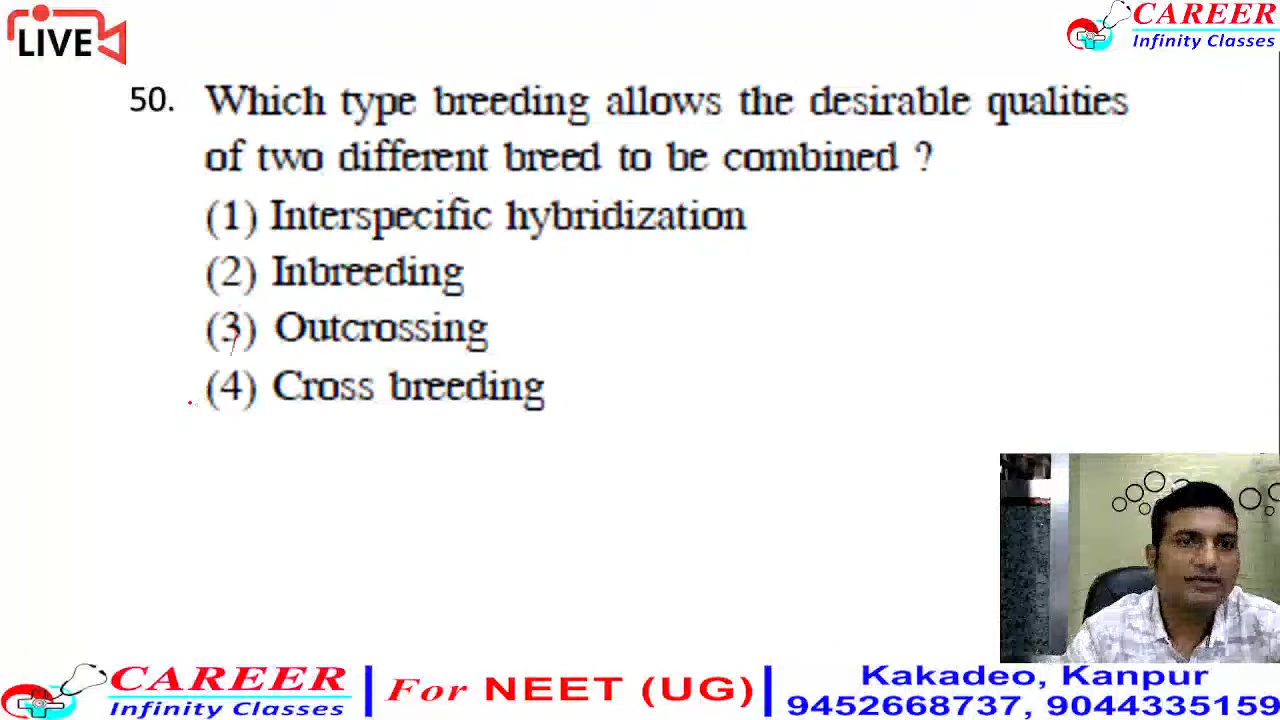 LIVE
CAREER
Infinity Classes
50. Which type breeding allows the desirable qualities
of two different breed to be combined ?
(1) Interspecific hybridization
(2) Inbreeding
(3) Outcrossing
(4) Cross breeding
CAREER
Infinity Classes
For NEET (UG)
Kakadeo, Kanpur
9452668737, 9044335159